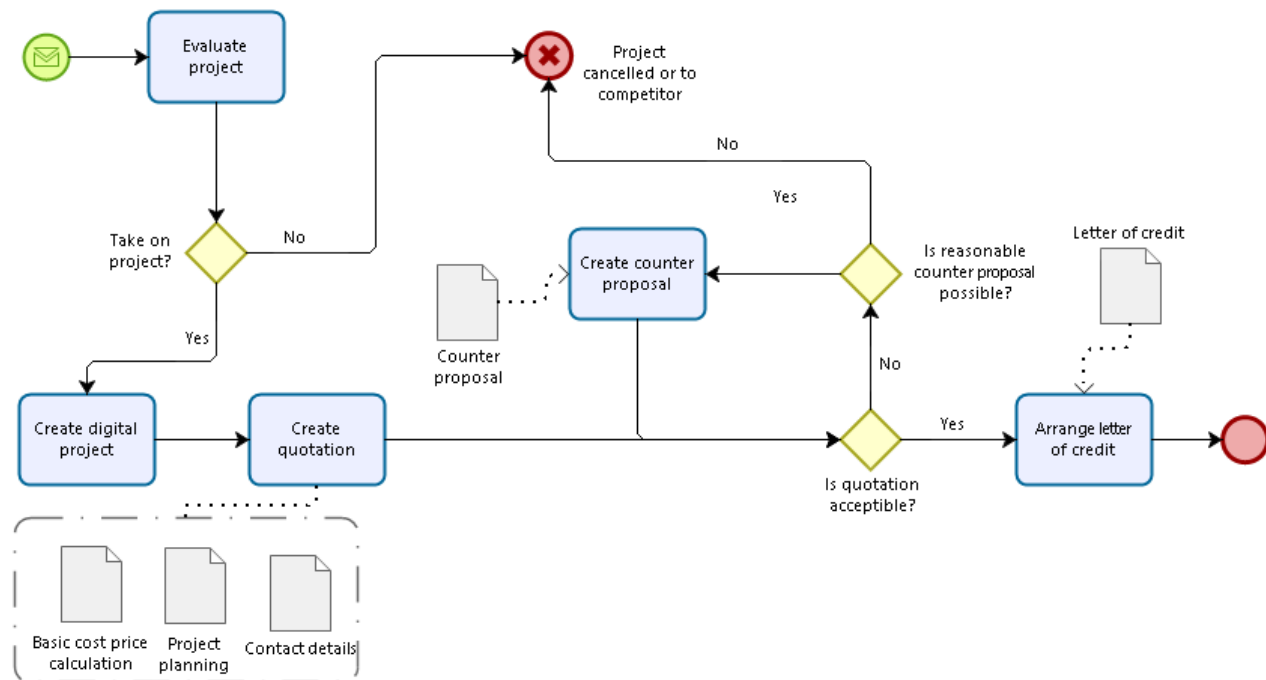 Evaluate
project
Project
cancelled or to
competitor
No
Take on
project?
No
Yes
Yes
Create counter
proposal
Is reasonable
counter proposal
possible?
Letter of credit
Counter
proposal
No
Create digital
project
Create
quotation
Yes
Arrange letter
of credit
Is quotation
acceptible?
Basic cost price
calculation
Project
planning
Contact details